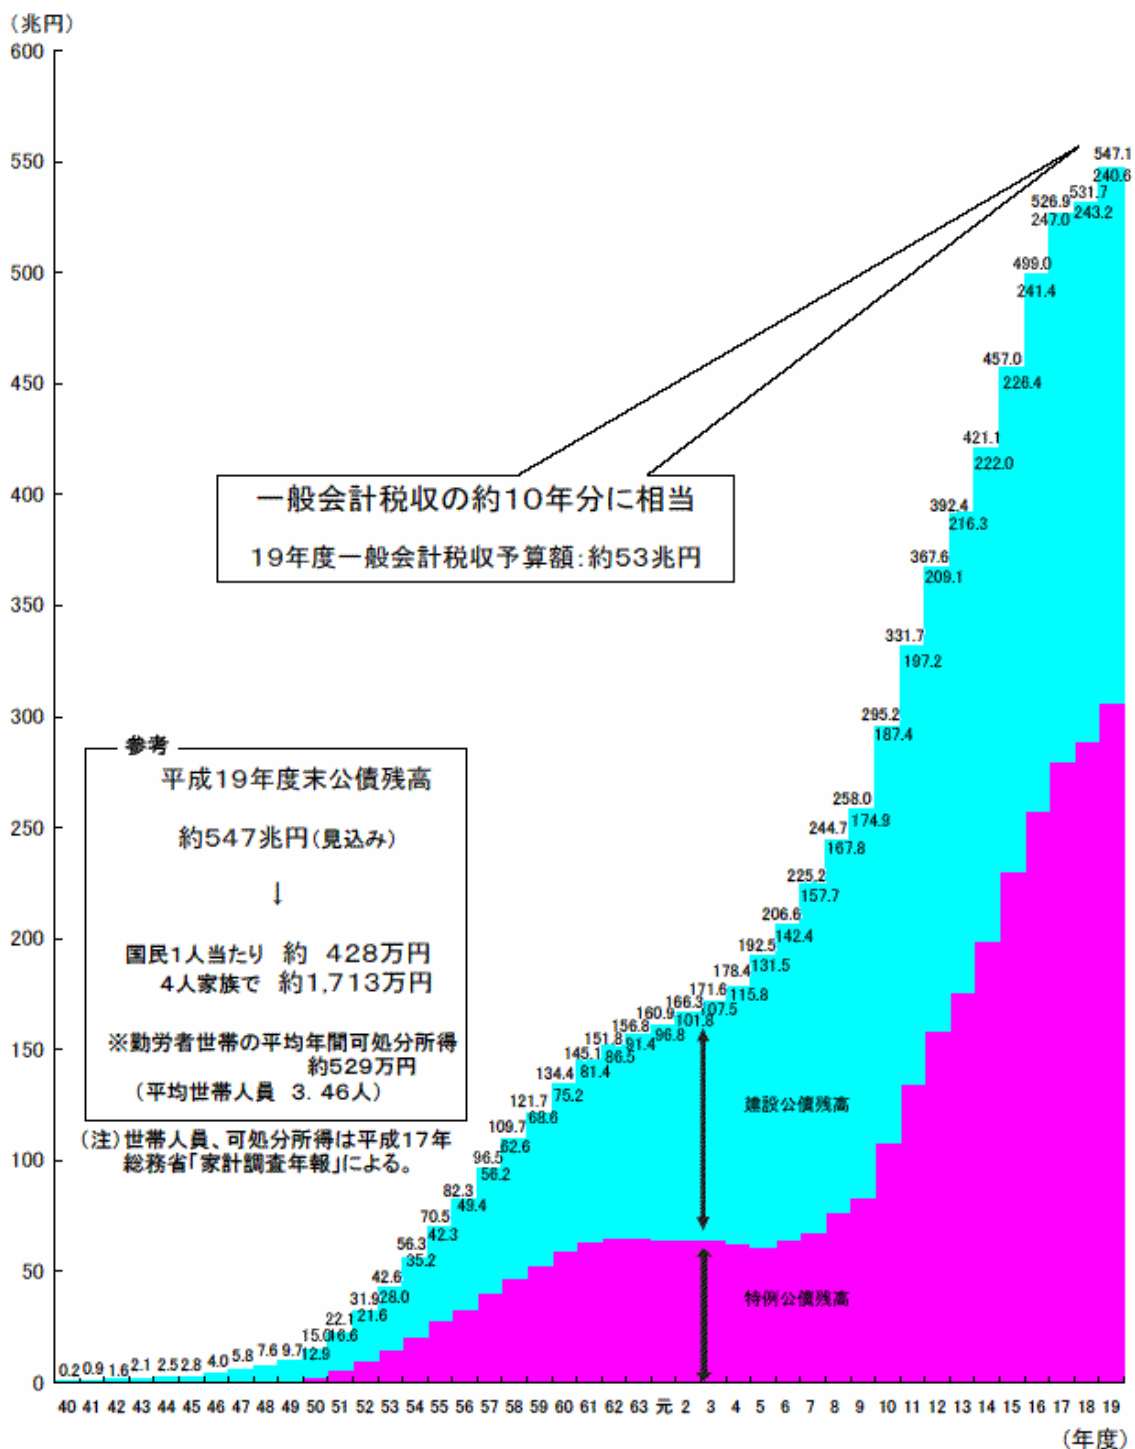 (兆円)
600
550
500
450
400
350
300
250
200
150
100
50
0
一般会計税収の約10年分に相当
19年度一般会計税収予算額:約53兆円
参考
平成19年度末公債残高
約547兆円(見込み)
↓
国民1人当たり 約 428万円
4人家族で 約1,713万円
※勤労者世帯の平均年間可処分所得
約529万円
(平均世帯人員 3.46人)
(注)世帯人員、可処分所得は平成17年
総務省「家計調査年報」による。
0.2 0.9 1.6 2.1 2.5 2.8 4.0 5.8 7.6 9.7
15.0 12.9
22.1 16.6
31.9 21.6
42.6 28.0
56.3 35.2
70.5 42.3
82.3 49.4
96.5 56.2
109.7 62.6
121.7 68.6
134.4 75.2
145.1 81.4
151.8 86.5
156.8 91.4
160.9 96.8
166.3 101.8
171.6 107.5
178.4 115.8
192.5 131.5
206.6 142.4
225.2 157.7
244.7 167.8
258.0 174.9
295.2 187.4
331.7 197.2
367.6 209.1
392.4 216.3
421.1 222.0
457.0 226.4
499.0 241.4
526.9 247.0
531.7 243.2
547.1 240.6
建設公債残高
特例公債残高
40 41 42 43 44 45 46 47 48 49 50 51 52 53 54 55 56 57 58 59 60 61 62 63 元 2 3 4 5 6 7 8 9 10 11 12 13 14 15 16 17 18 19
(年度)